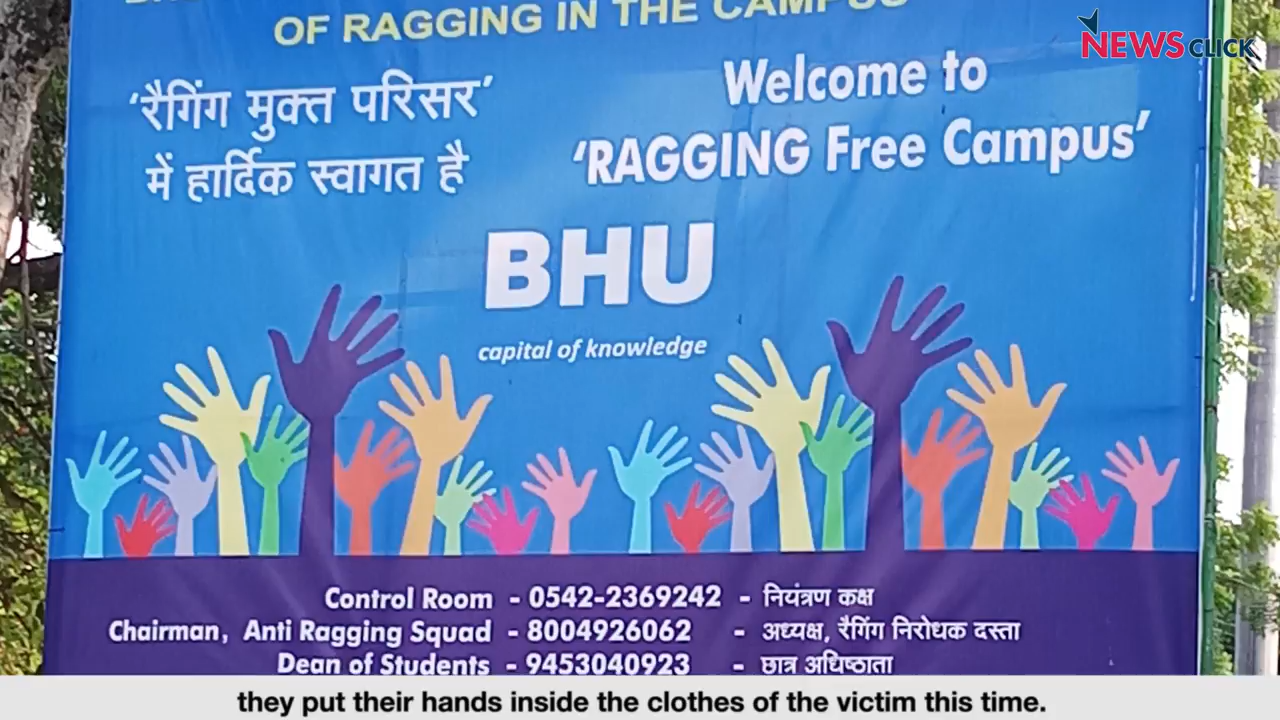 OF RAGGING IN THE CAMPUS
NEWSCLICK
'रैगिंग मुक्त परिसर'
में हार्दिक स्वागत है
Welcome to
'RAGGING Free Campus'
BHU
capital of knowledge
Control Room - 0542-2369242 - नियंत्रण कक्ष
Chairman, Anti Ragging Squad - 8004926062 - अध्यक्ष, रैगिंग निरोधक दस्ता
Dean of Students - 9453040923 - छात्र अधिष्ठाता
they put their hands inside the clothes of the victim this time.